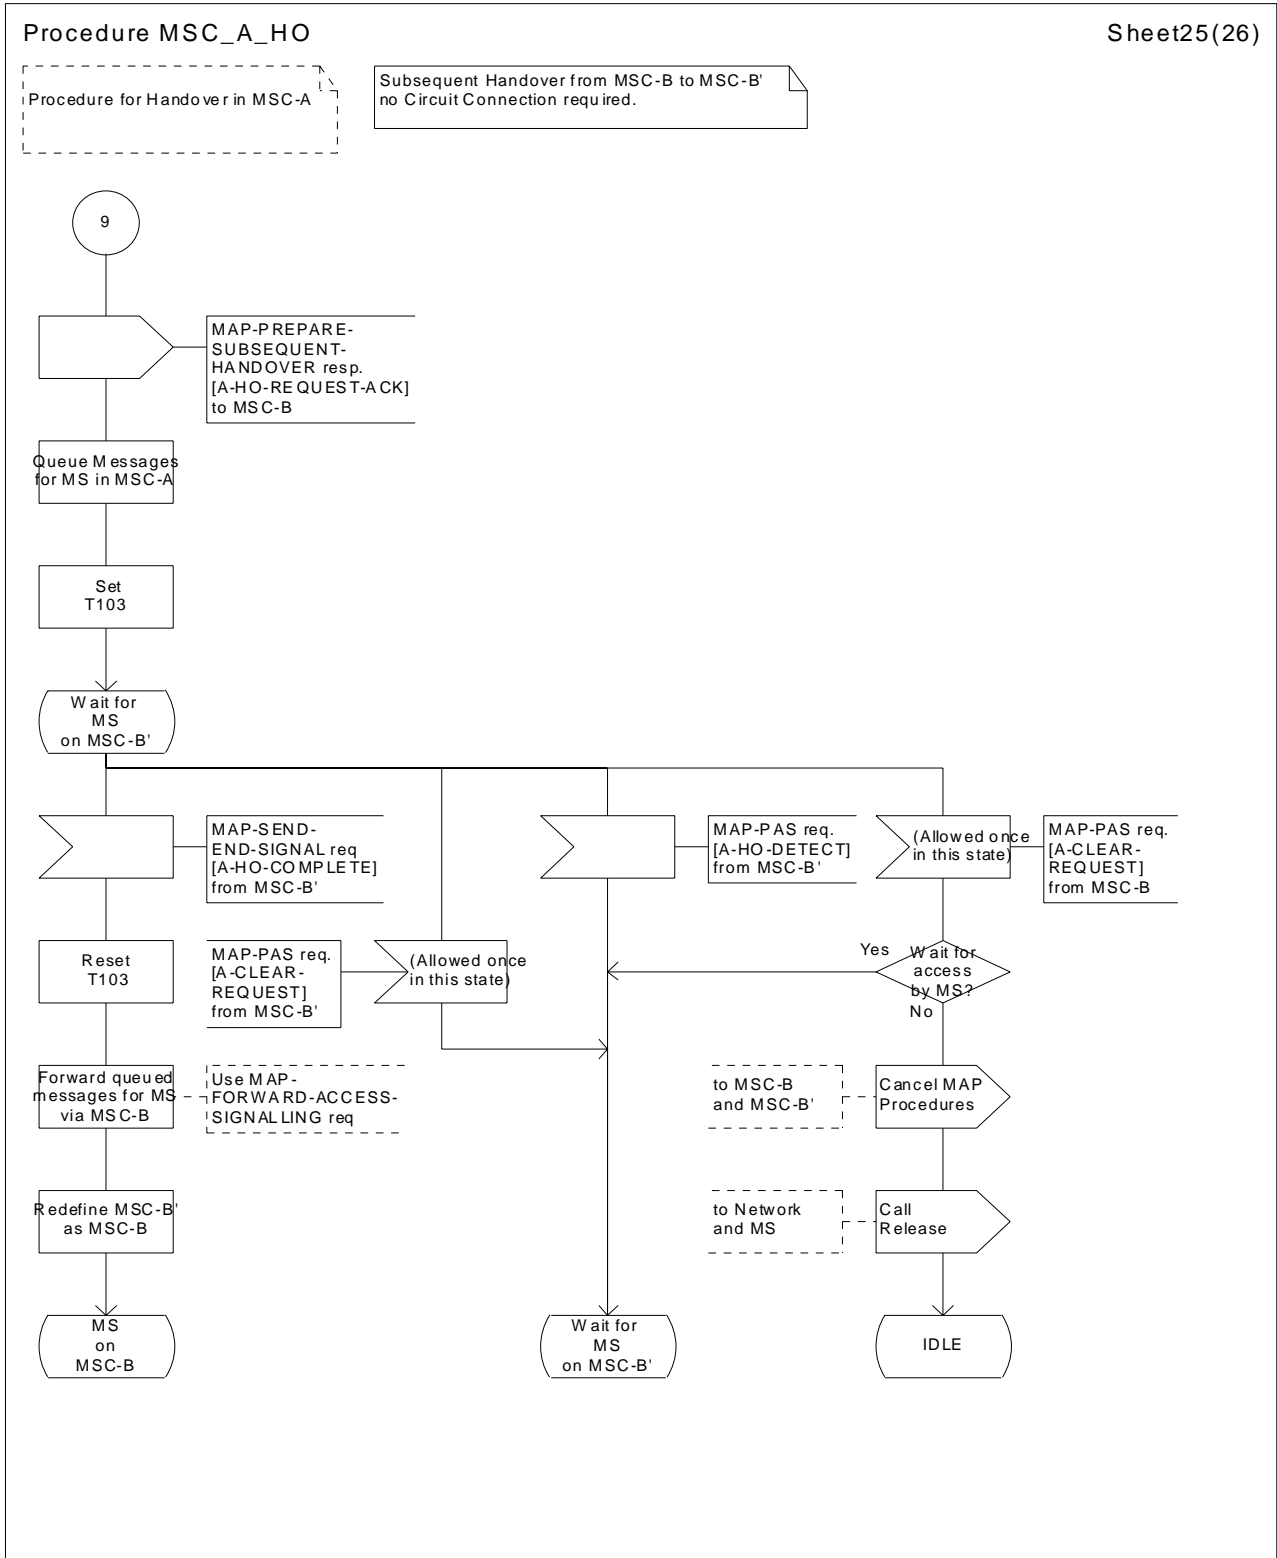 Procedure MSC_A_HO
Sheet25(26)
Procedure for Handover in MSC-A
Subsequent Handover from MSC-B to MSC-B'
no Circuit Connection required.
9
MAP-PREPARE-
SUBSEQUENT-
HANDOVER resp.
[A-HO-REQUEST-ACK]
to MSC-B
Queue Messages
for MS in MSC-A
Set
T103
Wait for
MS
on MSC-B'
MAP-SEND-
END-SIGNAL req
[A-HO-COMPLETE]
from MSC-B'
MAP-PAS req.
[A-HO-DETECT]
from MSC-B'
(Allowed once
in this state)
MAP-PAS req.
[A-CLEAR-
REQUEST]
from MSC-B
Reset
T103
MAP-PAS req.
[A-CLEAR-
REQUEST]
from MSC-B'
(Allowed once
in this state)
Yes
Wait for
access
by MS?
No
Forward queued
messages for MS
via MSC-B
Use MAP-
FORWARD-ACCESS-
SIGNALLING req
to MSC-B
and MSC-B'
Cancel MAP
Procedures
Redefine MSC-B'
as MSC-B
to Network
and MS
Call
Release
MS
on
MSC-B
Wait for
MS
on MSC-B'
IDLE